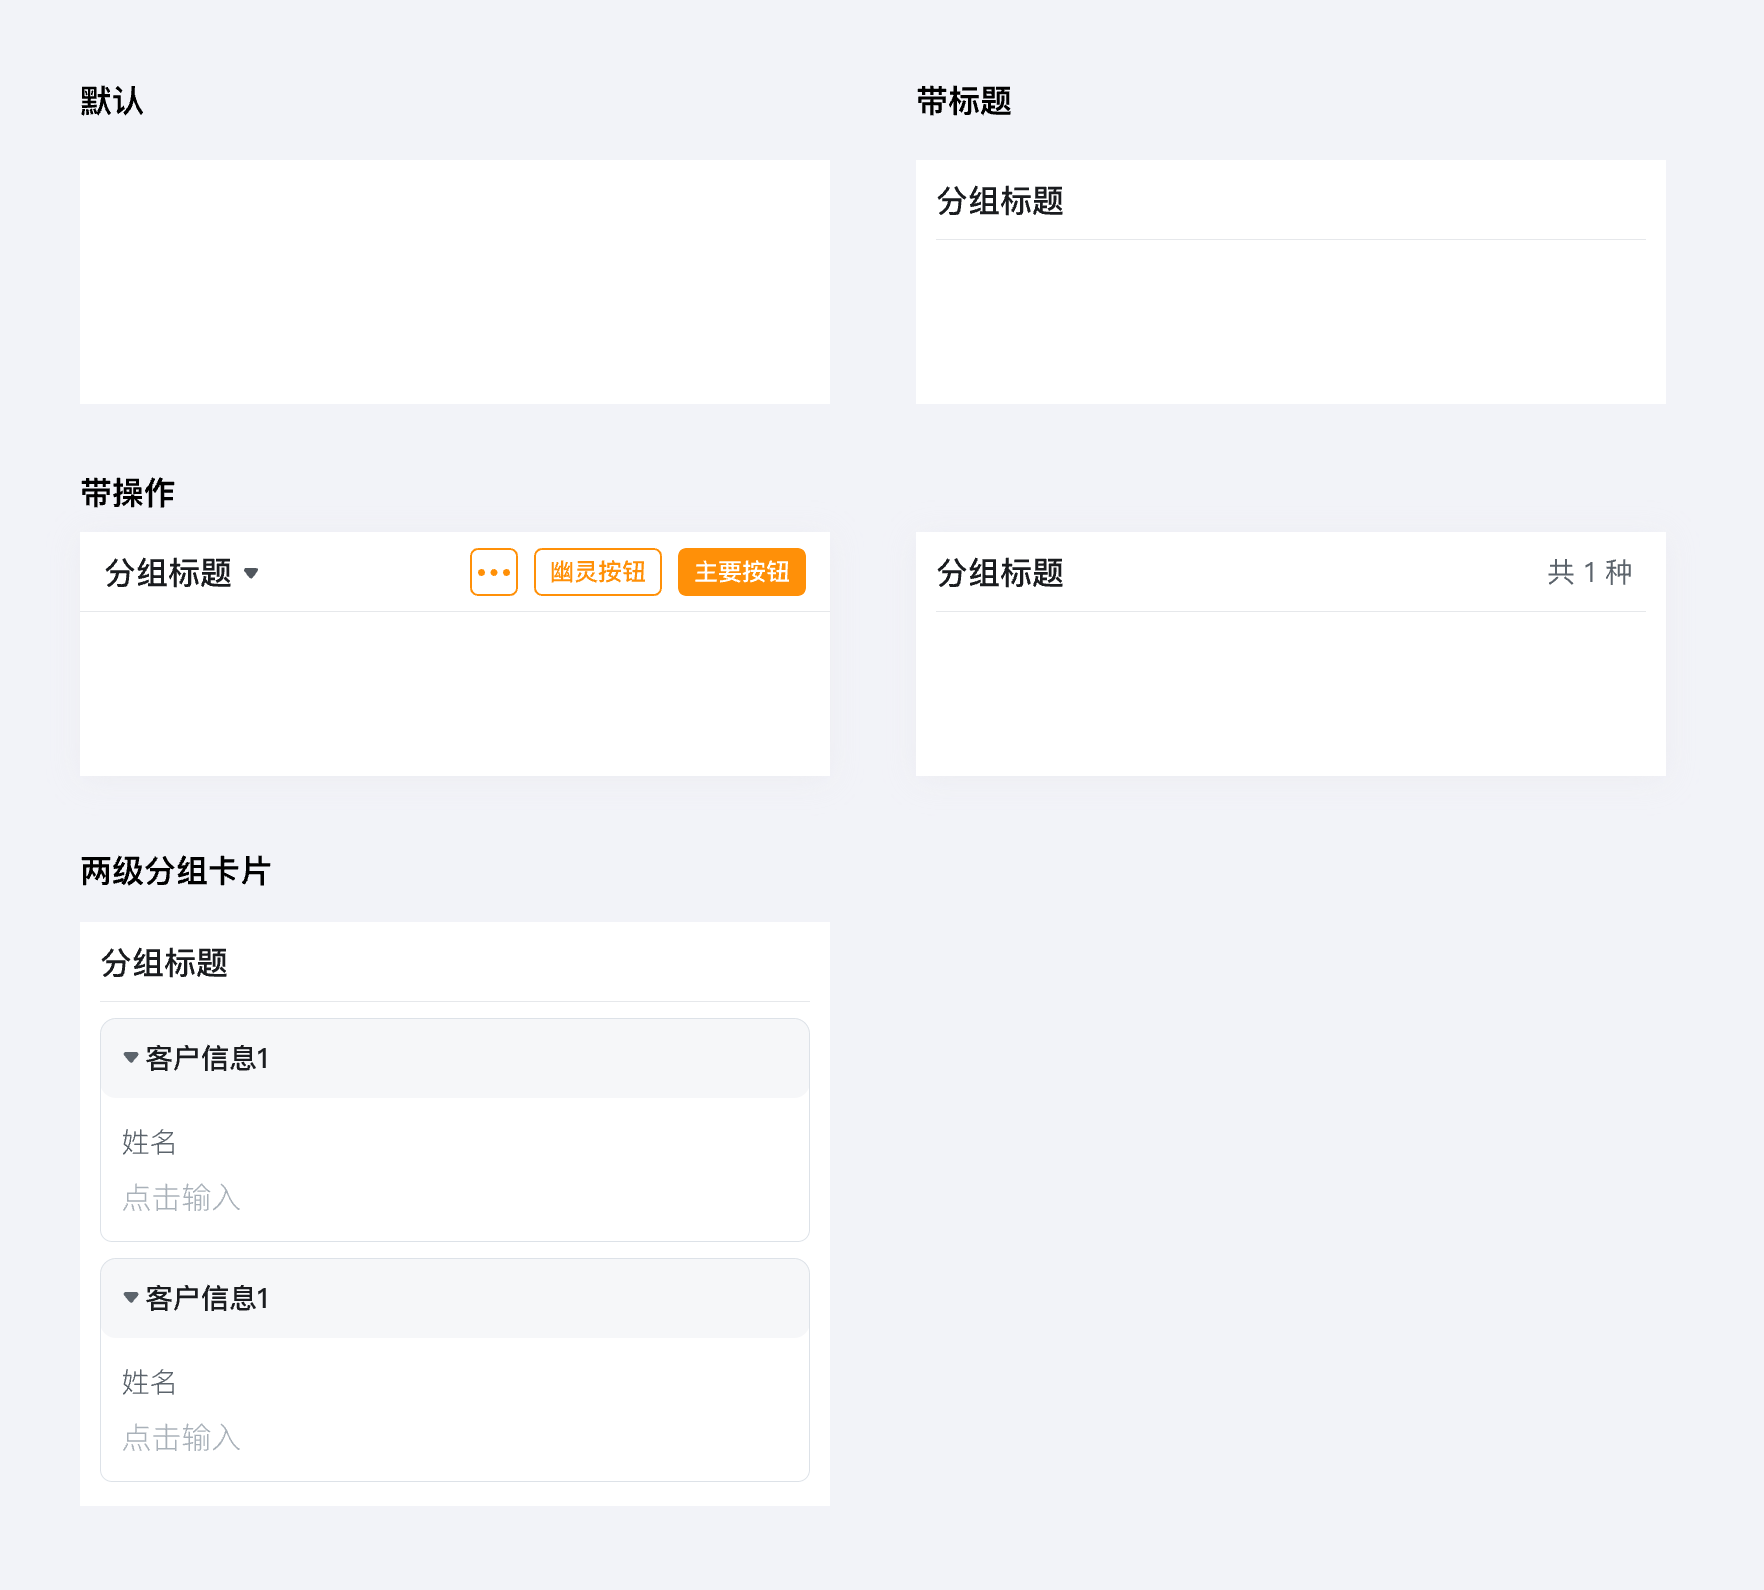 默认
带标题
分组标题
带操作
分组标题 幽灵按钮 主要按钮
分组标题 共 1 种
两级分组卡片
分组标题
客户信息1
姓名
点击输入
客户信息1
姓名
点击输入